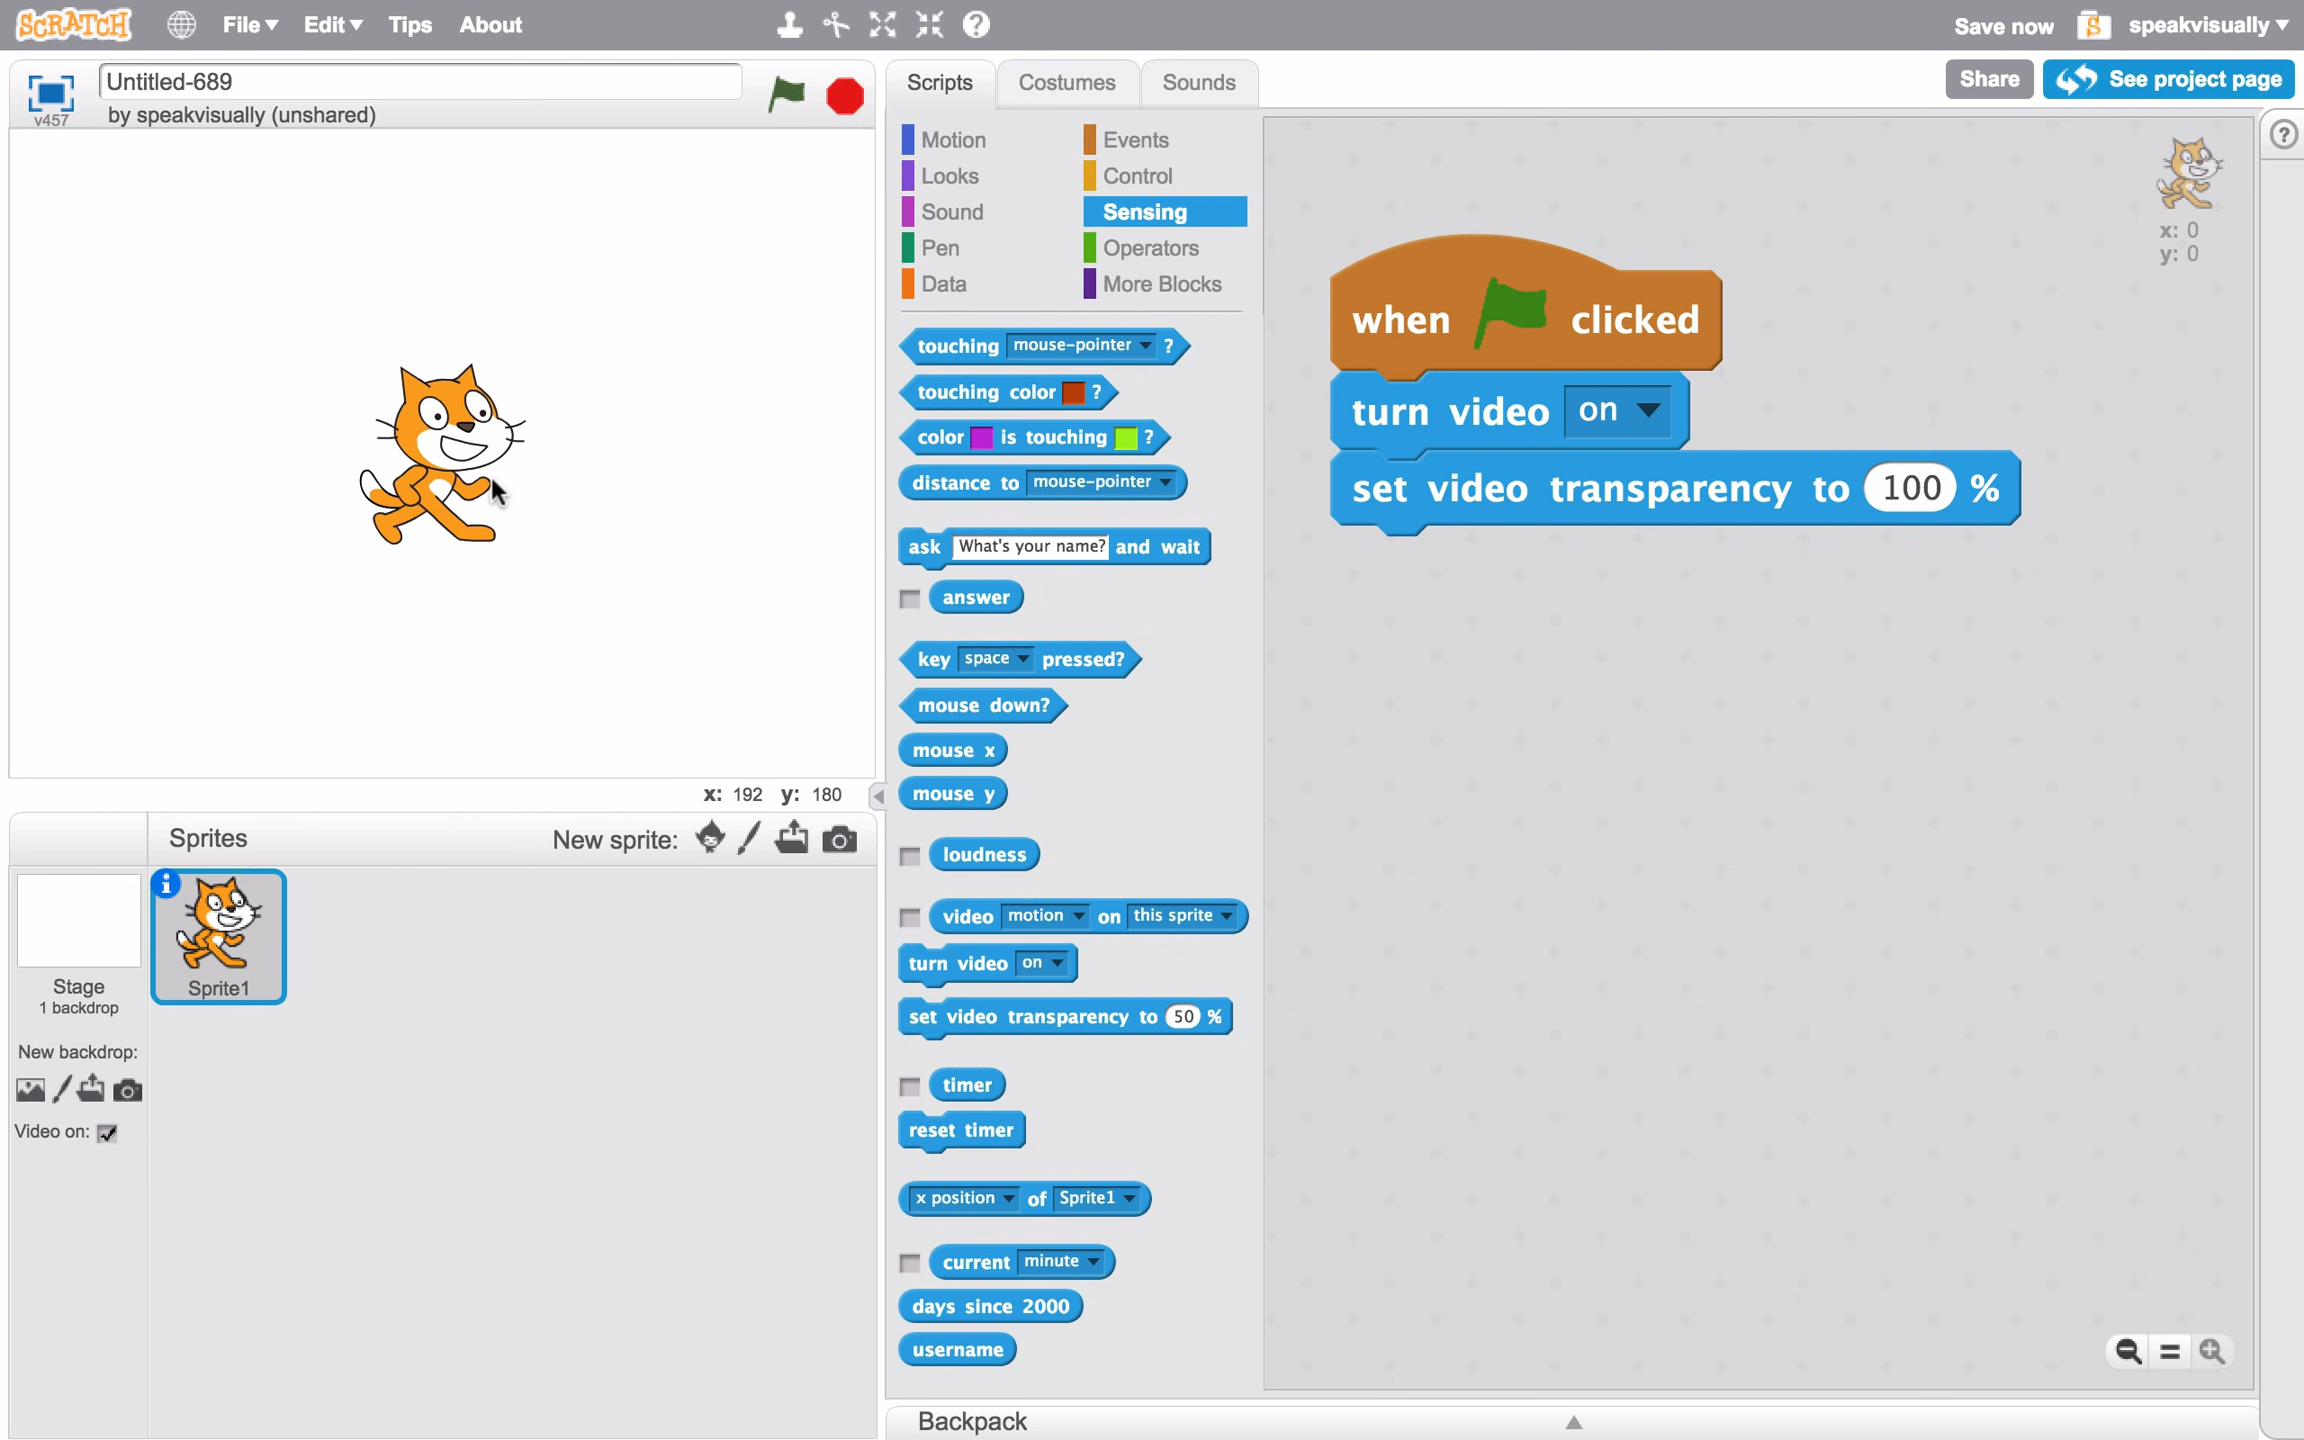 SCRATCH File Edit Tips About Save now speakvisually
Untitled-689
v457 by speakvisually (unshared)
Scripts Costumes Sounds Share See project page
Motion Events
Looks Control
Sound Sensing
Pen Operators
Data More Blocks
touching mouse-pointer ?
touching color ?
color is touching ?
distance to mouse-pointer
ask What's your name? and wait
answer
key space pressed?
mouse down?
mouse x
mouse y
loudness
video motion on this sprite
turn video on
set video transparency to 50 %
timer
reset timer
x position of Sprite1
current minute
days since 2000
username
when clicked
turn video on
set video transparency to 100 %
x: 0
y: 0
x: 192 y: 180
Sprites New sprite:
Stage
1 backdrop
Sprite1
New backdrop:
Video on:
Backpack